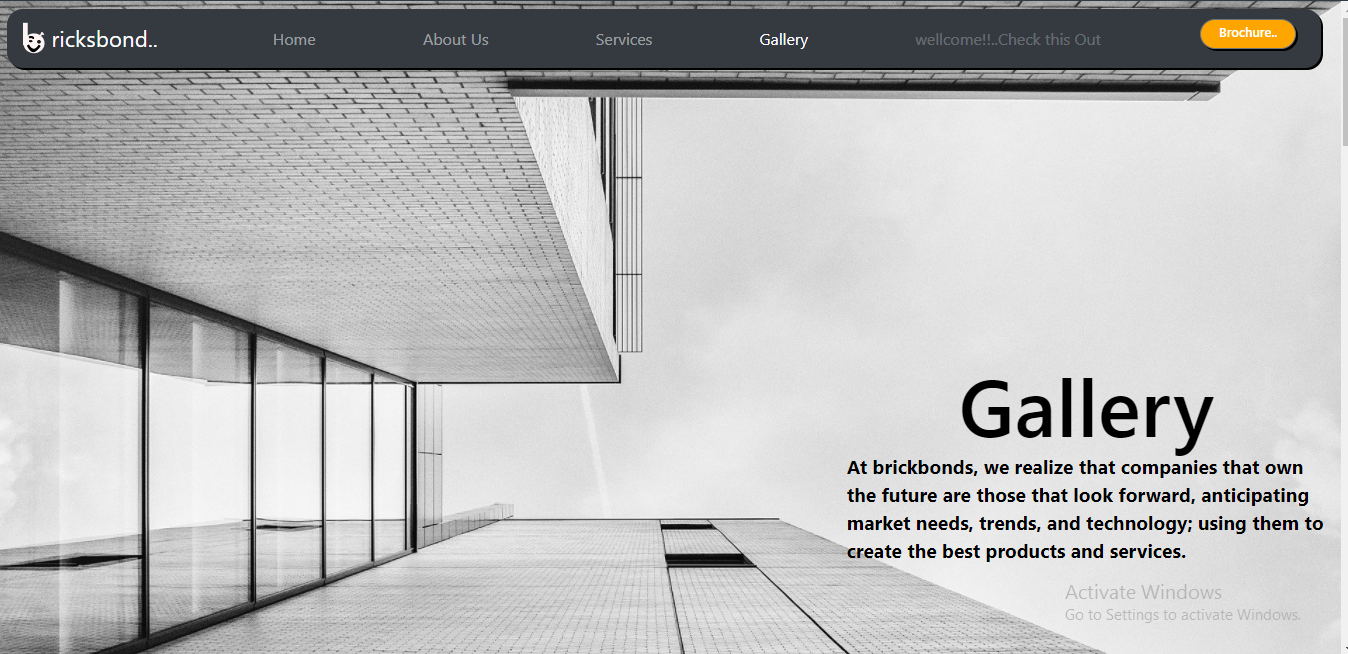 bricksbond..
Home
About Us
Services
Gallery
wellcome!!..Check this Out
Brochure..
Gallery
At brickbonds, we realize that companies that own
the future are those that look forward, anticipating
market needs, trends, and technology; using them to
create the best products and services.
Activate Windows
Go to Settings to activate Windows.